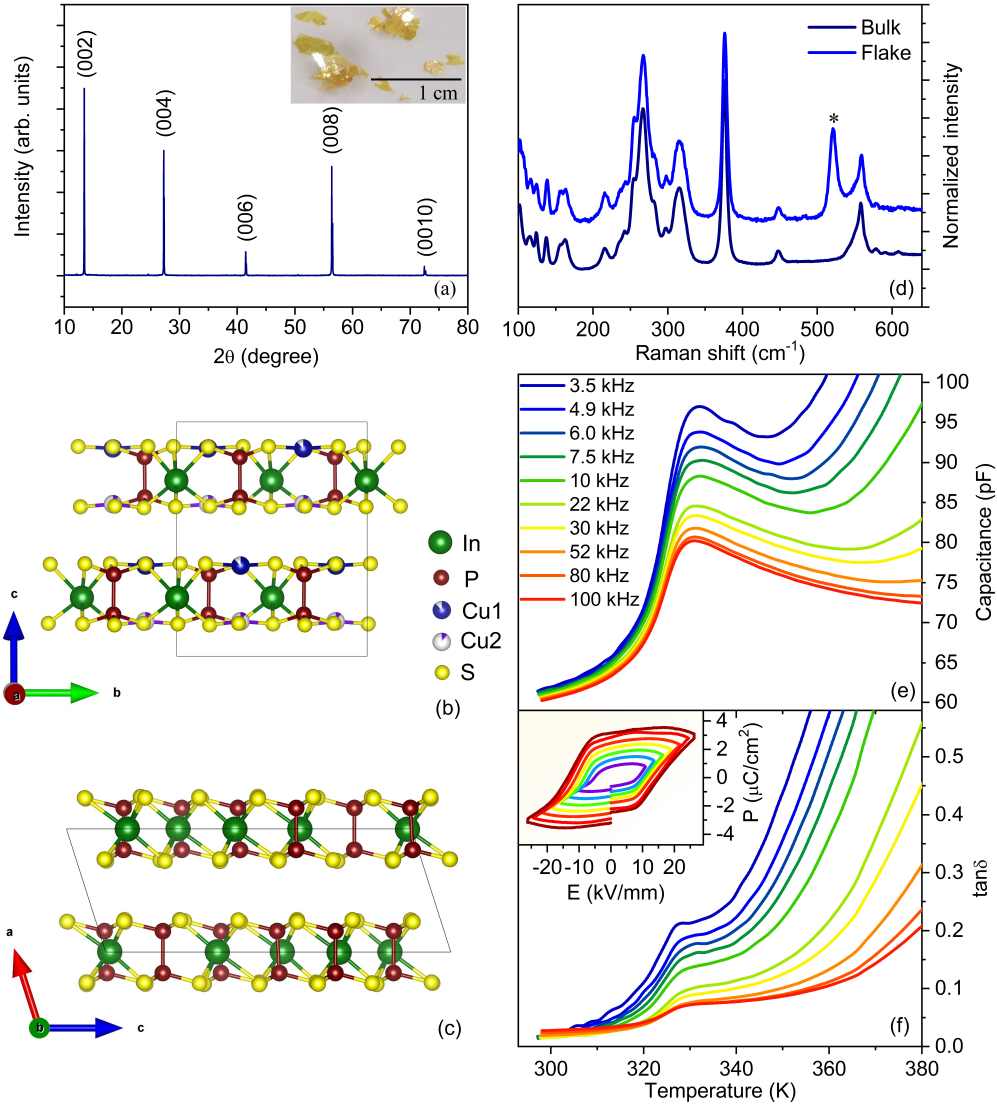 Intensity (arb. units)
(002)
(004)
(006)
(008)
(0010)
1 cm
(a)
10 20 30 40 50 60 70 80
2θ (degree)
Bulk
Flake
*
Normalized intensity
(d)
100 200 300 400 500 600
Raman shift (cm-1)
In
P
Cu1
Cu2
S
c
a
b
(b)
a
b
c
(c)
3.5 kHz
4.9 kHz
6.0 kHz
7.5 kHz
10 kHz
22 kHz
30 kHz
52 kHz
80 kHz
100 kHz
100
95
90
85
80
75
70
65
60
Capacitance (pF)
(e)
4
2
0
-2
-4
P (μC/cm2)
-20 -10 0 10 20
E (kV/mm)
0.5
0.4
0.3
0.2
0.1
0.0
tanδ
(f)
300 320 340 360 380
Temperature (K)